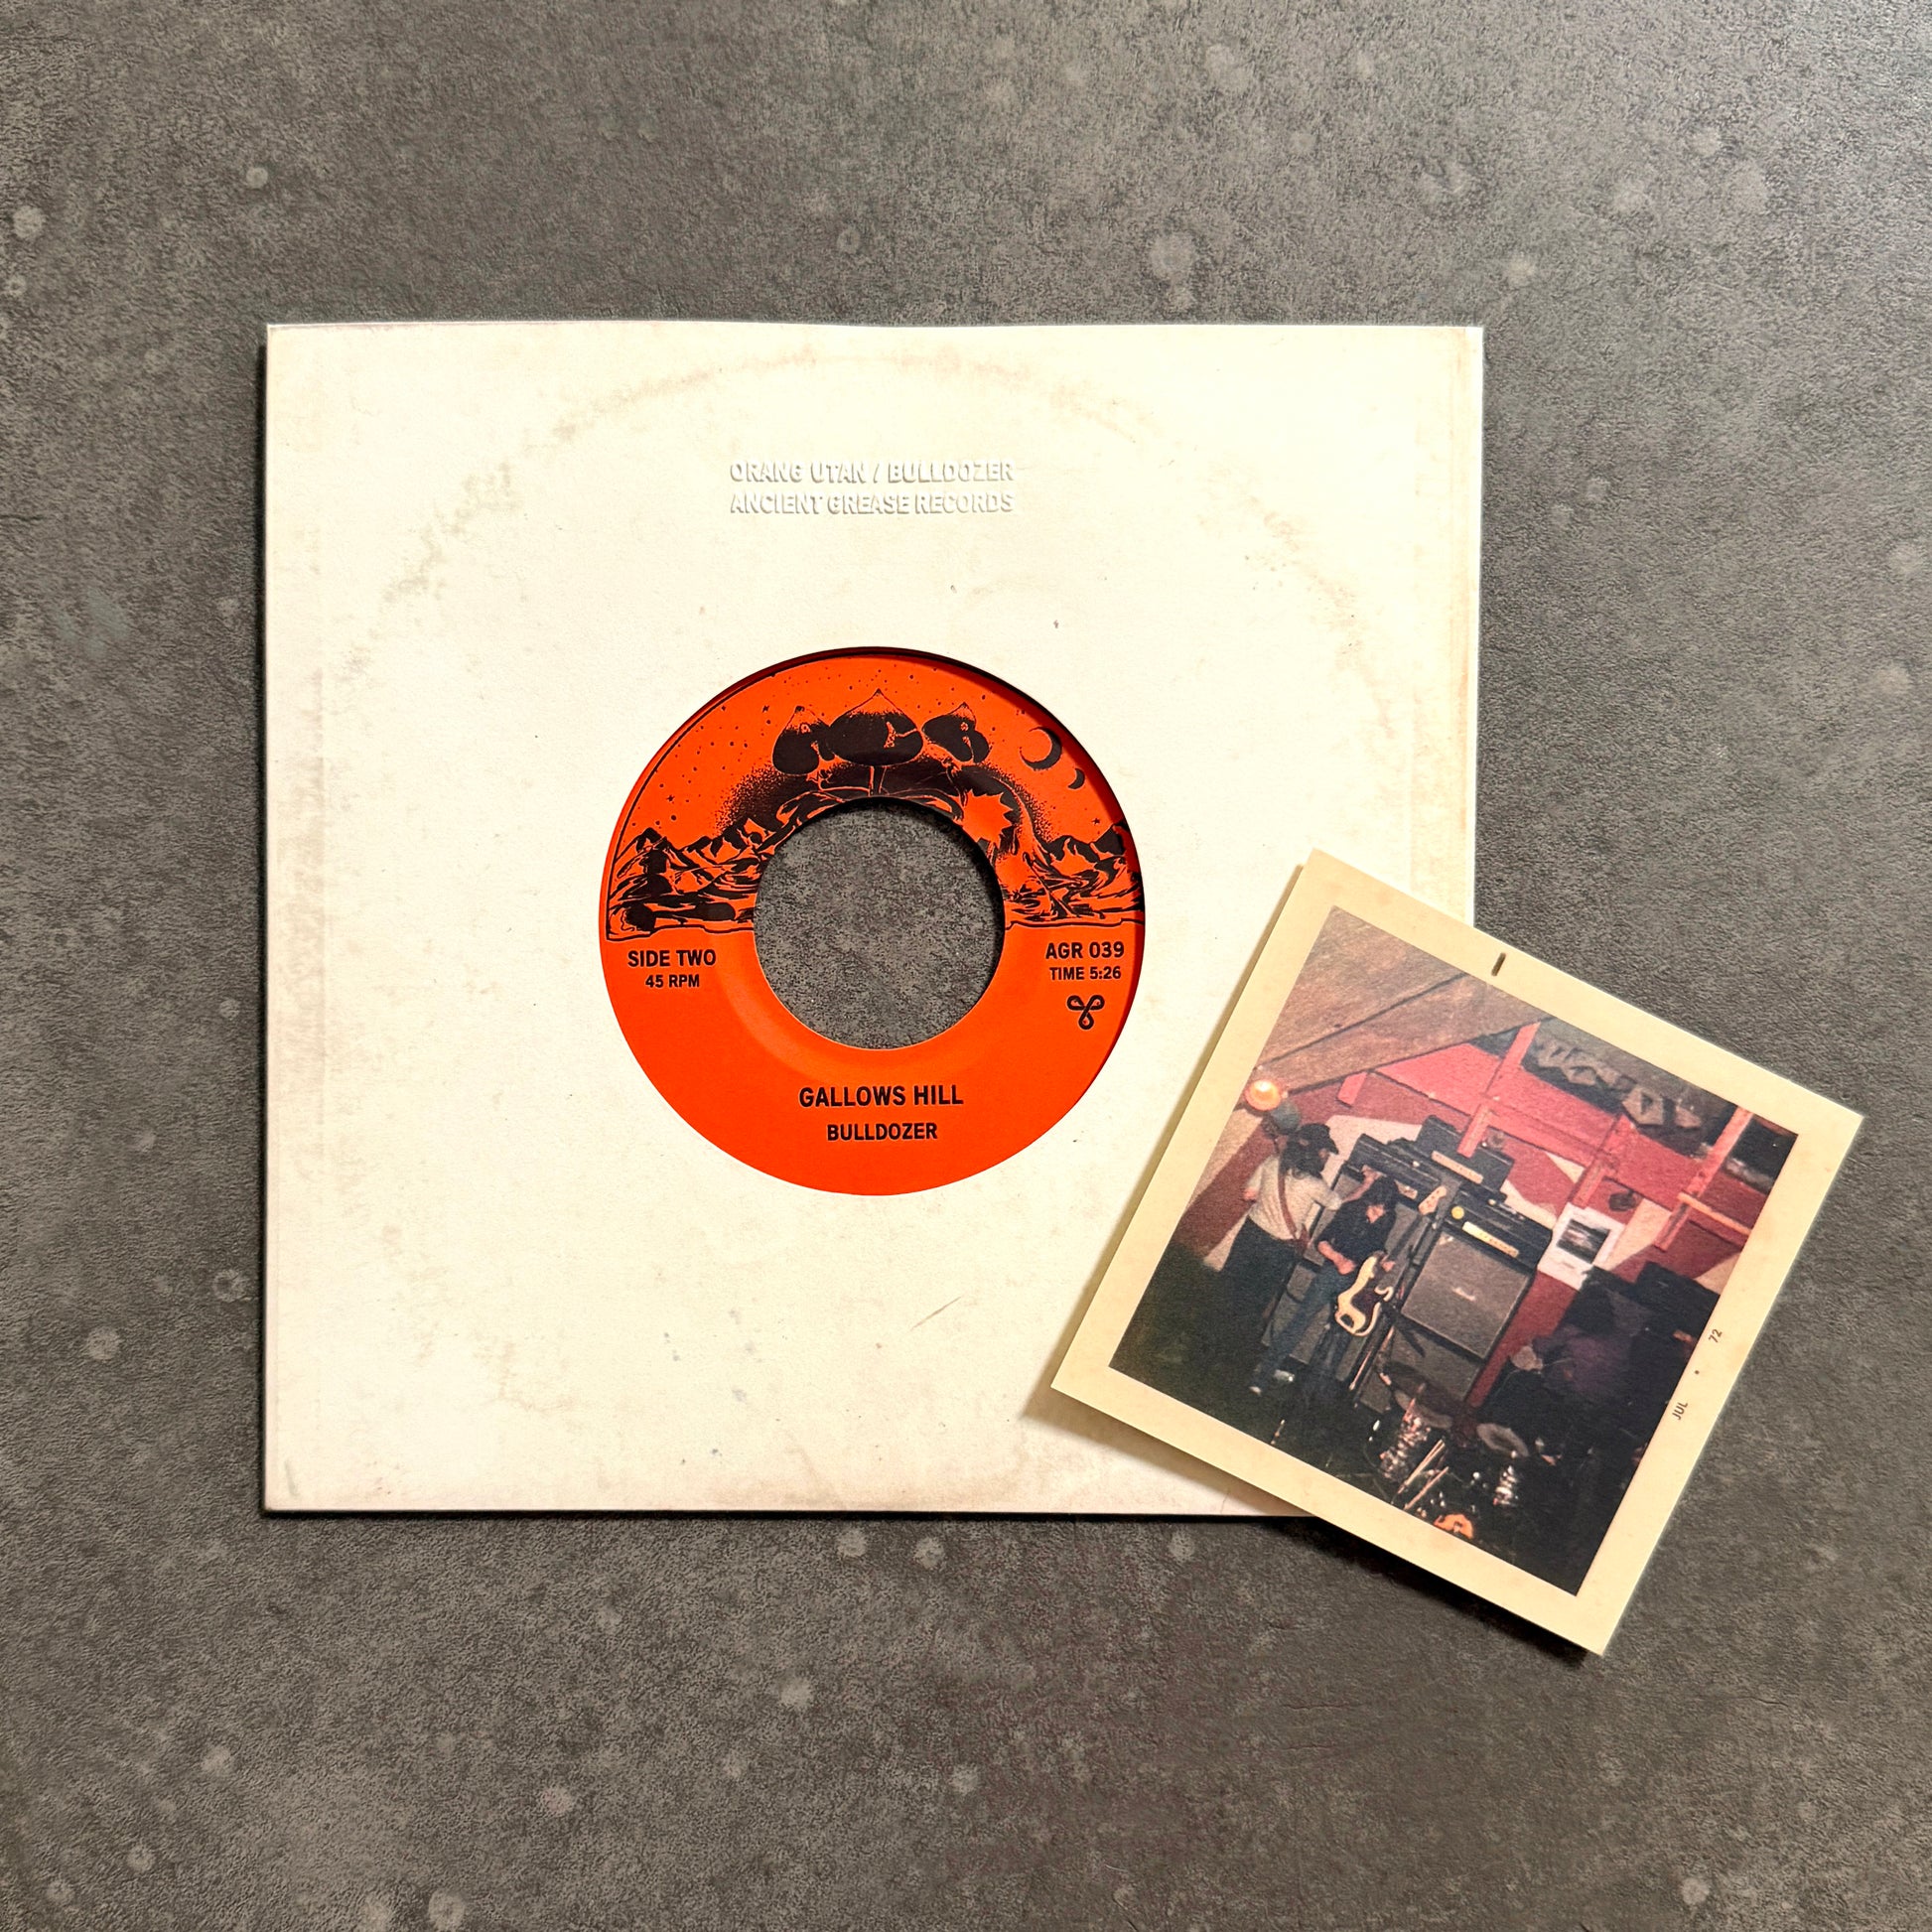 ORANG UTAN / BULLDOZER
ANCIENT GREASE RECORDS
SIDE TWO
45 RPM
AGR 039
TIME 5:26
GALLOWS HILL
BULLDOZER
JUL • 72